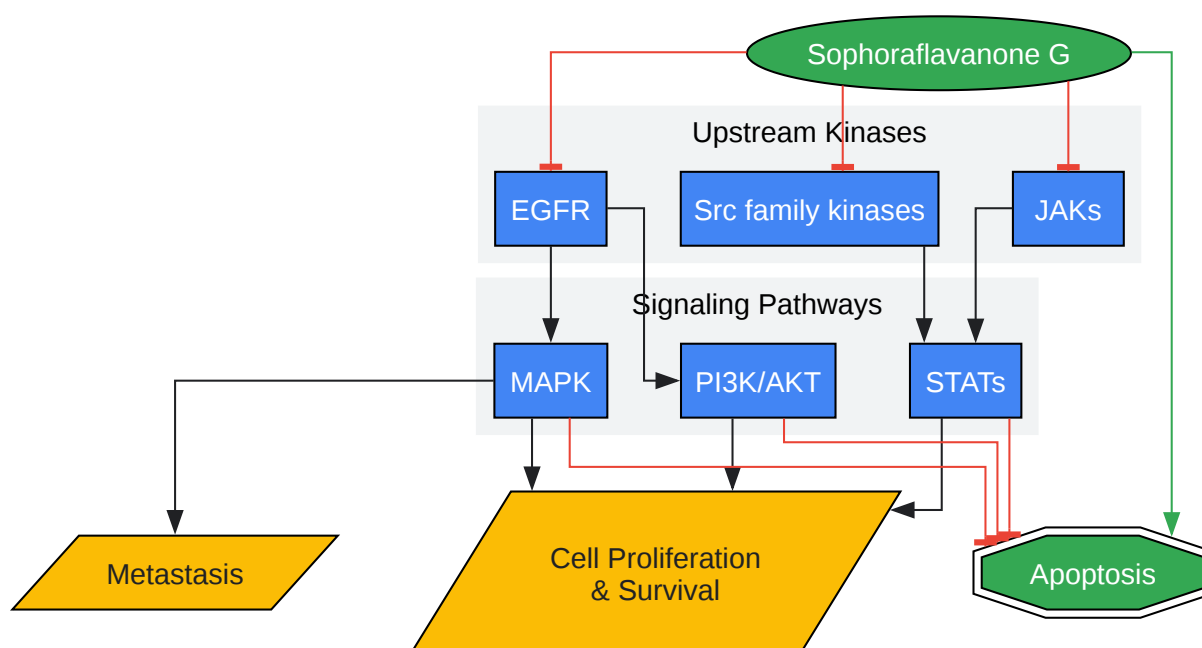 Sophoraflavanone G
Upstream Kinases
EGFR
Src family kinases
JAKs
Signaling Pathways
MAPK
PI3K/AKT
STATs
Metastasis
Cell Proliferation
& Survival
Apoptosis